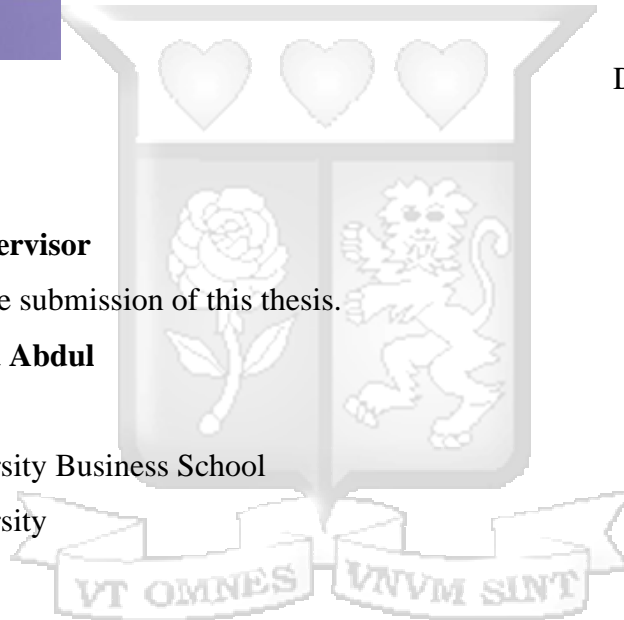 D
ervisor
e submission of this thesis.
Abdul
sity Business School
sity
VT OMNES VNVM SINT